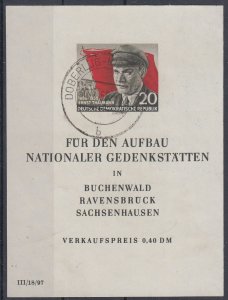 DOBERLUG-
b
ERNST THÄLMANN
20
DEUTSCHE DEMOKRATISCHE REPUBLIK
FÜR DEN AUFBAU
NATIONALER GEDENKSTÄTTEN
IN
BUCHENWALD
RAVENSBRÜCK
SACHSENHAUSEN
VERKAUFSPREIS 0,40 DM
III/18/97